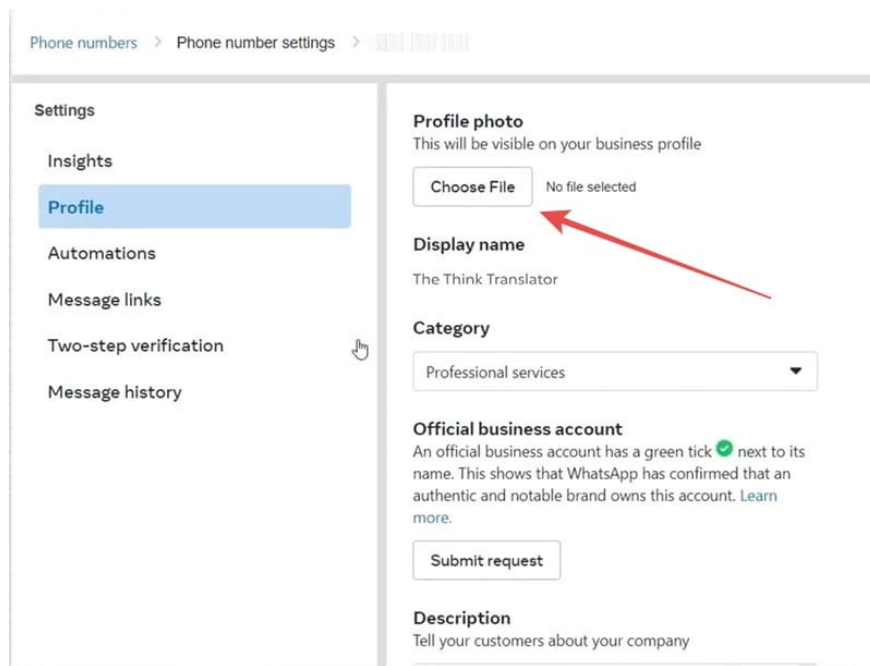 Phone numbers > Phone number settings >
Settings
Insights
Profile
Automations
Message links
Two-step verification
Message history
Profile photo
This will be visible on your business profile
Choose File No file selected
Display name
The Think Translator
Category
Professional services
Official business account
An official business account has a green tick next to its
name. This shows that WhatsApp has confirmed that an
authentic and notable brand owns this account. Learn
more.
Submit request
Description
Tell your customers about your company